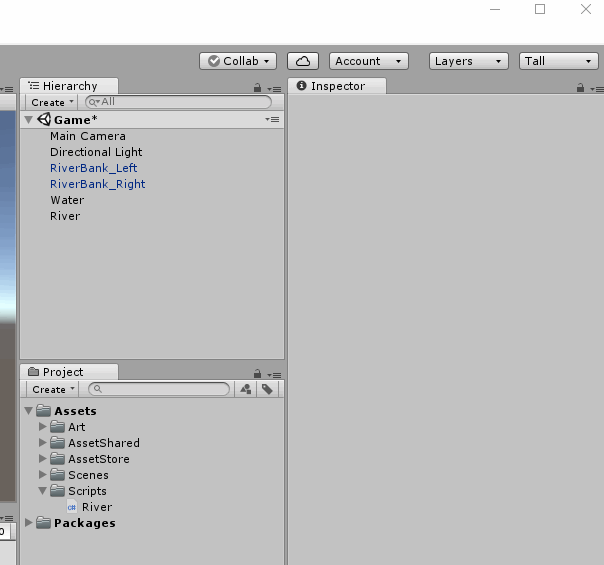 Collab Account Layers Tall
Hierarchy Inspector
Create All
Game*
Main Camera
Directional Light
RiverBank_Left
RiverBank_Right
Water
River
Project
Create
Assets
Art
AssetShared
AssetStore
Scenes
Scripts
C# River
Packages
0